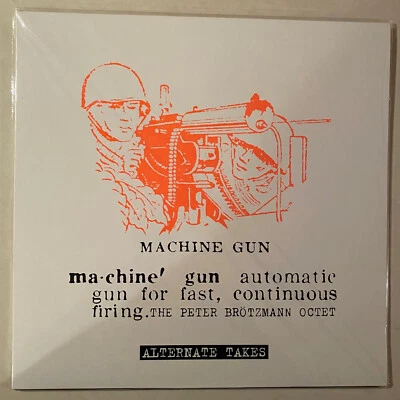 MACHINE GUN
ma·chine′ gun automatic
gun for fast, continuous
firing.THE PETER BRÖTZMANN OCTET
ALTERNATE TAKES